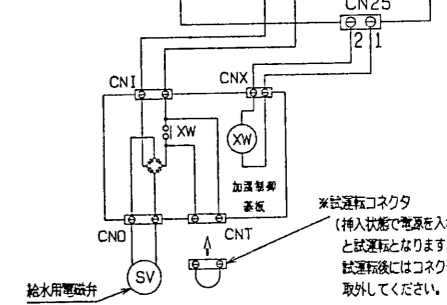 CN25
2 1
CNI
CNX
XW
XW
加湿制御
基板
※試運転コネクタ
(挿入状態で電源を入
と試運転となります
試運転後にはコネク
取外してください。
CNO
CNT
SV
給水用電磁弁